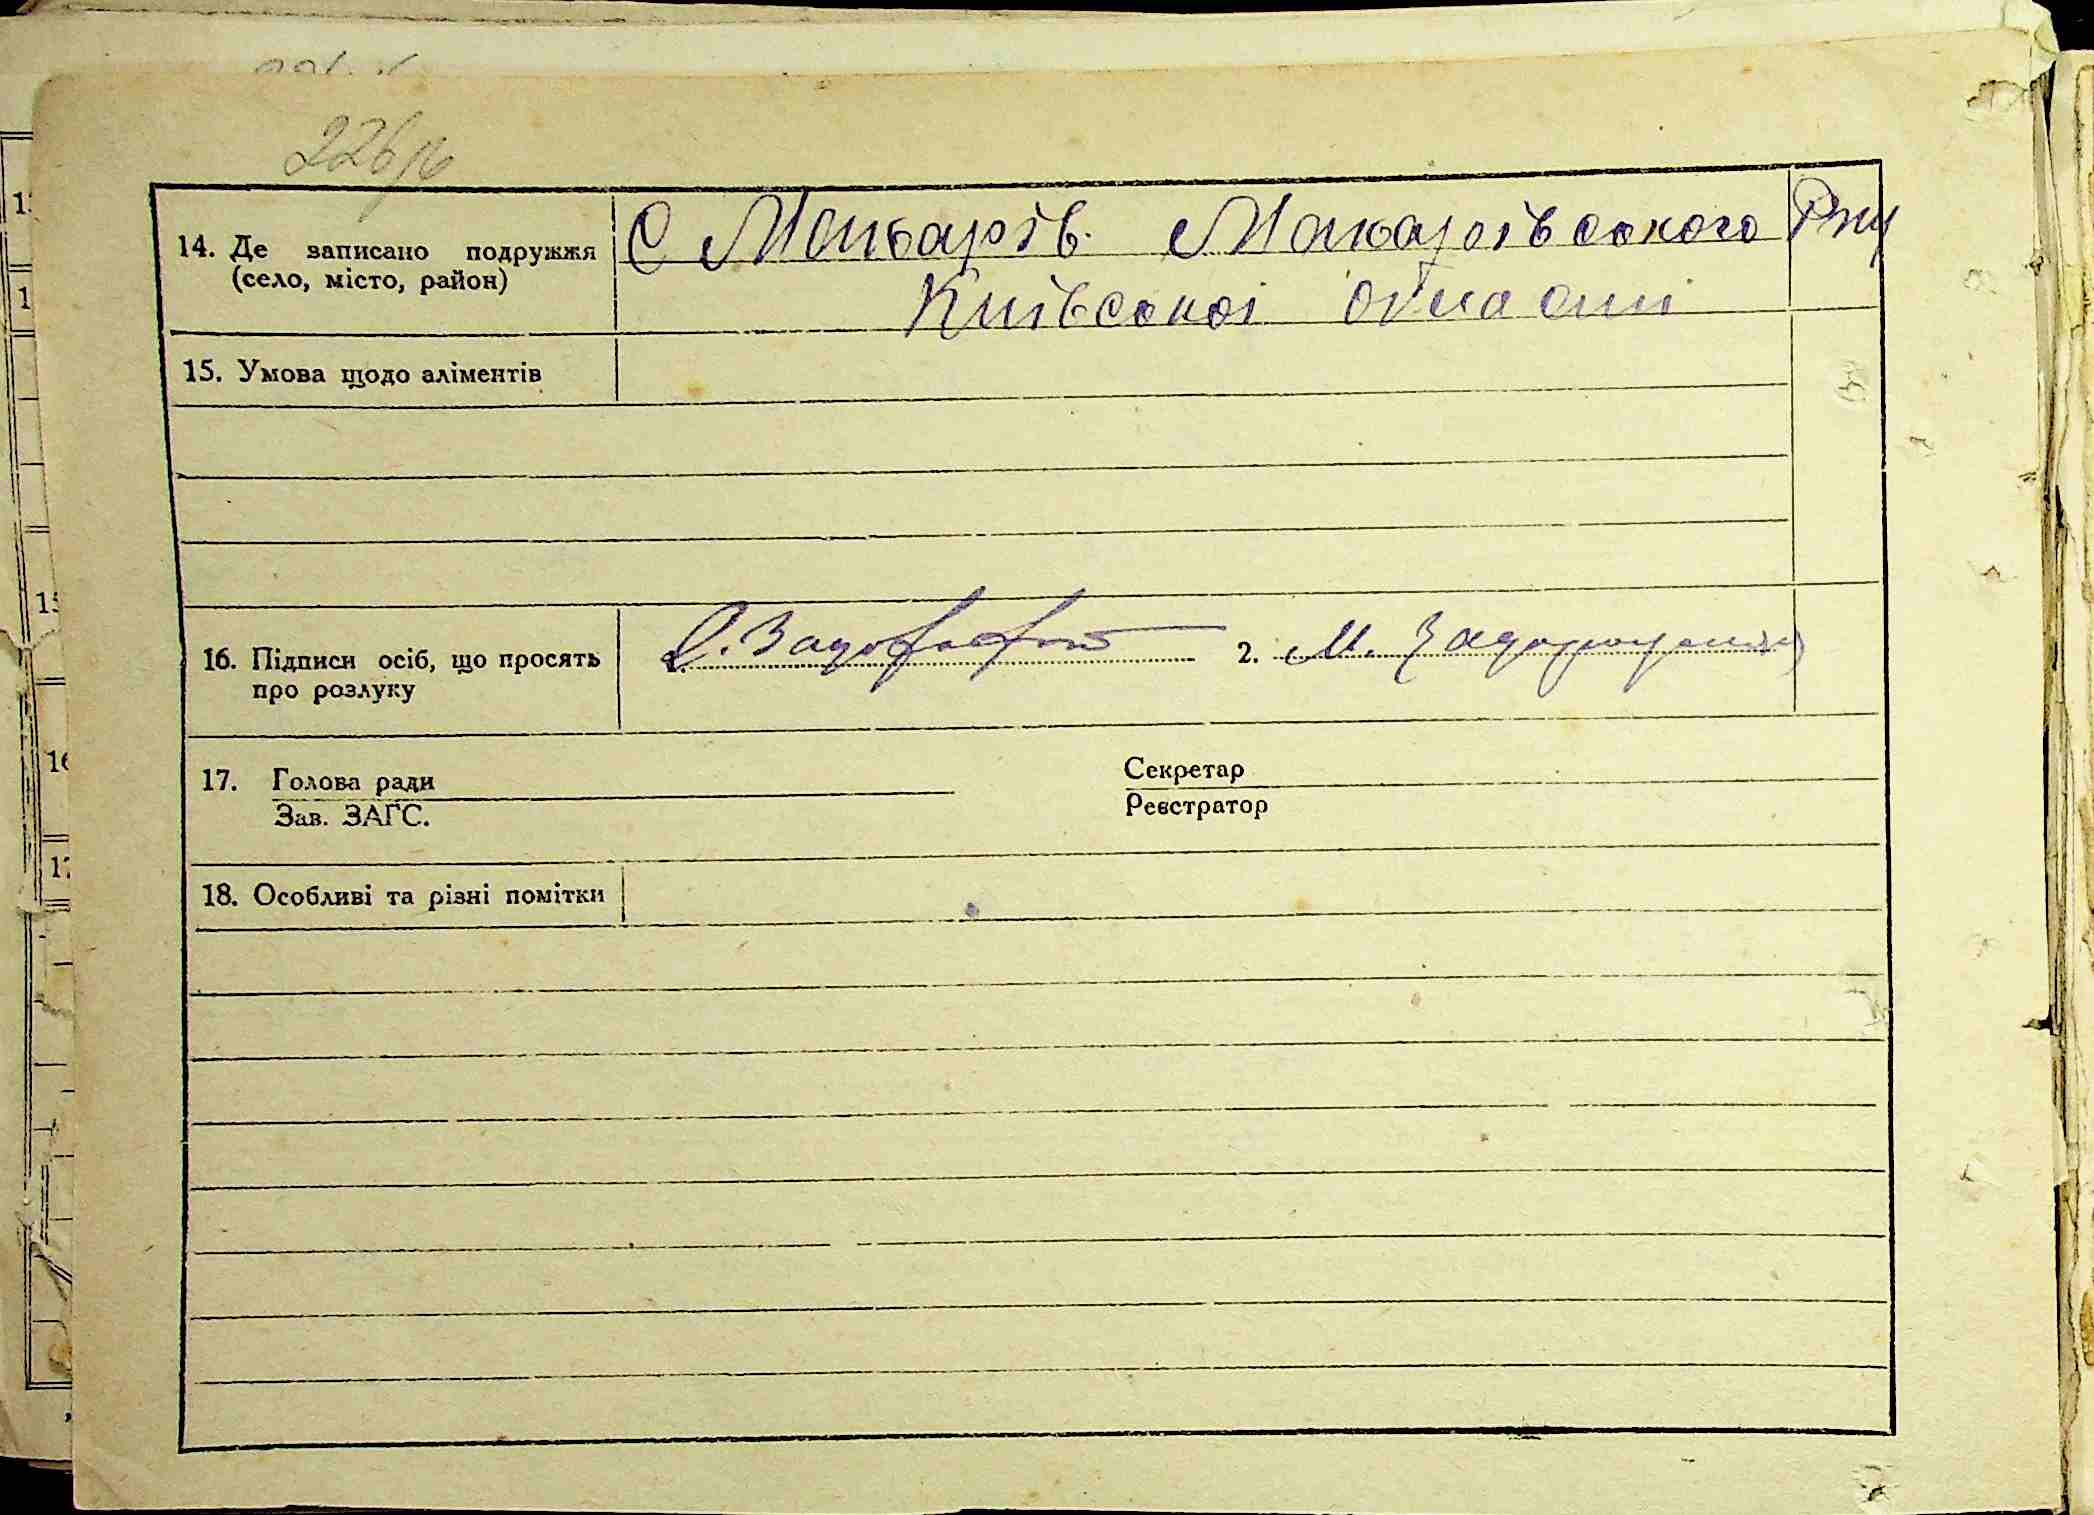 226
14. Де записано подружжя
(село, місто, район)
С Макарів. Макарівського Р-ну
Київської області
15. Умова щодо аліментів
16. Підписи осіб, що просять
про розлуку
2. М.
17. Голова ради
Зав. ЗАГС.
Секретар
Реєстратор
18. Особливі та різні помітки